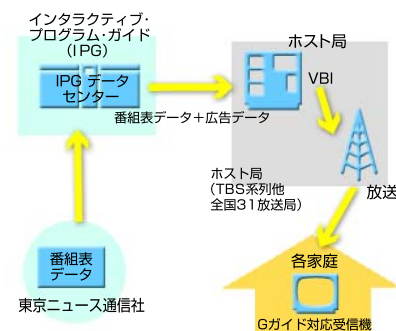 インタラクティブ・
プログラム・ガイド
(IPG)
IPG データ
センター
番組表データ+広告データ
ホスト局
VBI
ホスト局
(TBS系列他
全国31放送局)
放送
番組表
データ
東京ニュース通信社
各家庭
Gガイド対応受信機